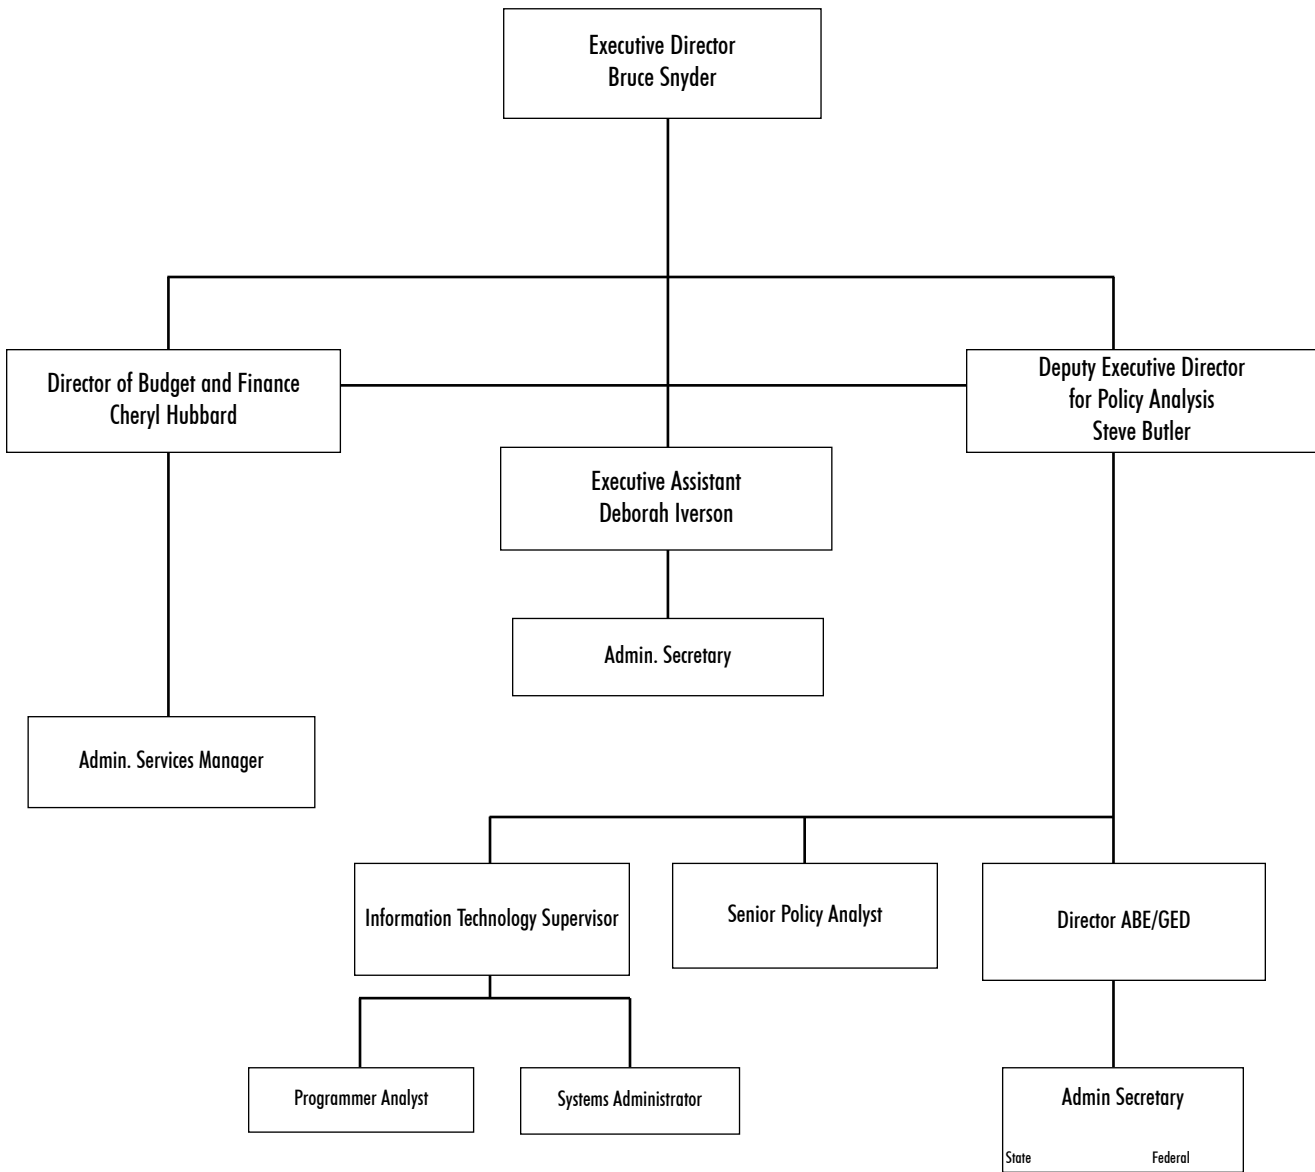 Executive Director
Bruce Snyder
Director of Budget and Finance
Cheryl Hubbard
Deputy Executive Director
for Policy Analysis
Steve Butler
Executive Assistant
Deborah Iverson
Admin. Secretary
Admin. Services Manager
Information Technology Supervisor
Senior Policy Analyst
Director ABE/GED
Programmer Analyst
Systems Administrator
Admin Secretary
State Federal